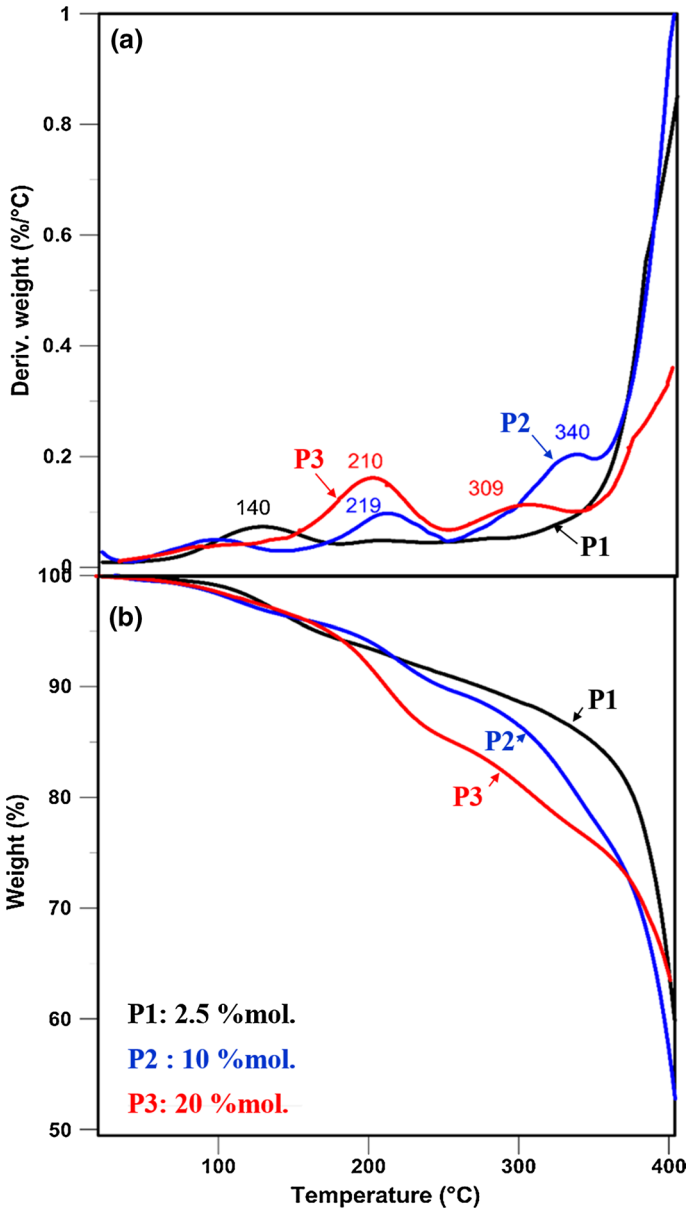 (a)
1
0.8
0.6
0.4
0.2
0
Deriv. weight (%/°C)
P2
340
P3
210
309
140
219
P1
(b)
100
90
80
70
60
50
Weight (%)
P1
P2
P3
P1: 2.5 %mol.
P2 : 10 %mol.
P3: 20 %mol.
100 200 300 400
Temperature (°C)